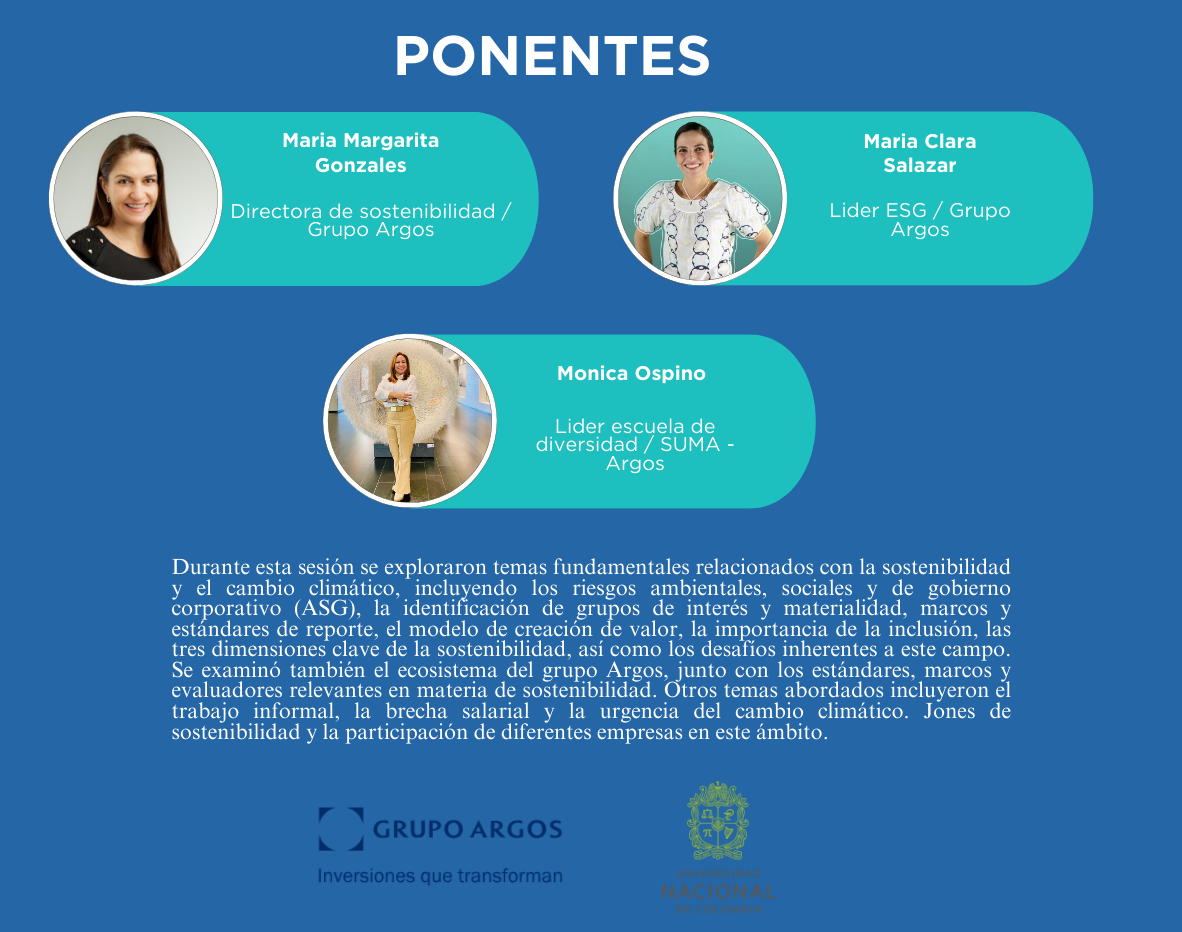 PONENTES
Maria Margarita
Gonzales
Directora de sostenibilidad /
Grupo Argos
Maria Clara
Salazar
Lider ESG / Grupo
Argos
Monica Ospino
Lider escuela de
diversidad / SUMA -
Argos
Durante esta sesión se exploraron temas fundamentales relacionados con la sostenibilidad
y el cambio climático, incluyendo los riesgos ambientales, sociales y de gobierno
corporativo (ASG), la identificación de grupos de interés y materialidad, marcos y
estándares de reporte, el modelo de creación de valor, la importancia de la inclusión, las
tres dimensiones clave de la sostenibilidad, así como los desafíos inherentes a este campo.
Se examinó también el ecosistema del grupo Argos, junto con los estándares, marcos y
evaluadores relevantes en materia de sostenibilidad. Otros temas abordados incluyeron el
trabajo informal, la brecha salarial y la urgencia del cambio climático. Jones de
sostenibilidad y la participación de diferentes empresas en este ámbito.
GRUPO ARGOS
Inversiones que transforman
UNIVERSIDAD
NACIONAL
DE COLOMBIA